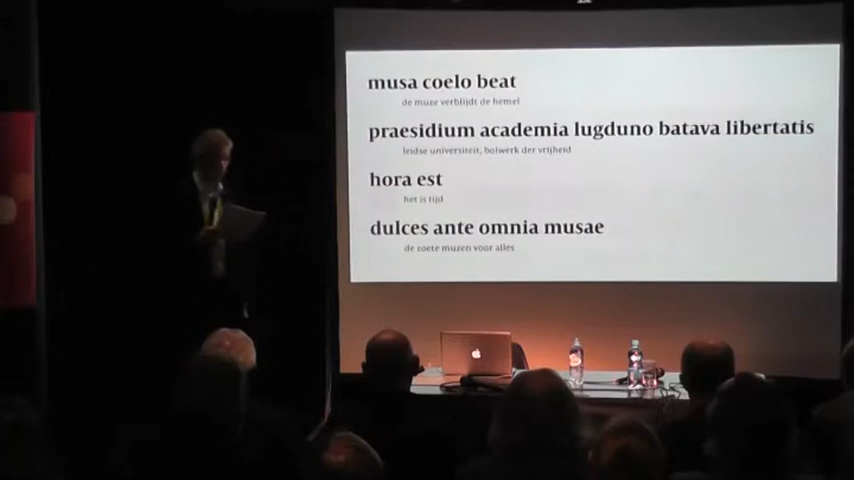 musa coelo beat
de muze verblijdt de hemel
praesidium academia lugduno batava libertatis
leidse universiteit, bolwerk der vrijheid
hora est
het is tijd
dulces ante omnia musae
de zoete muzen voor alles